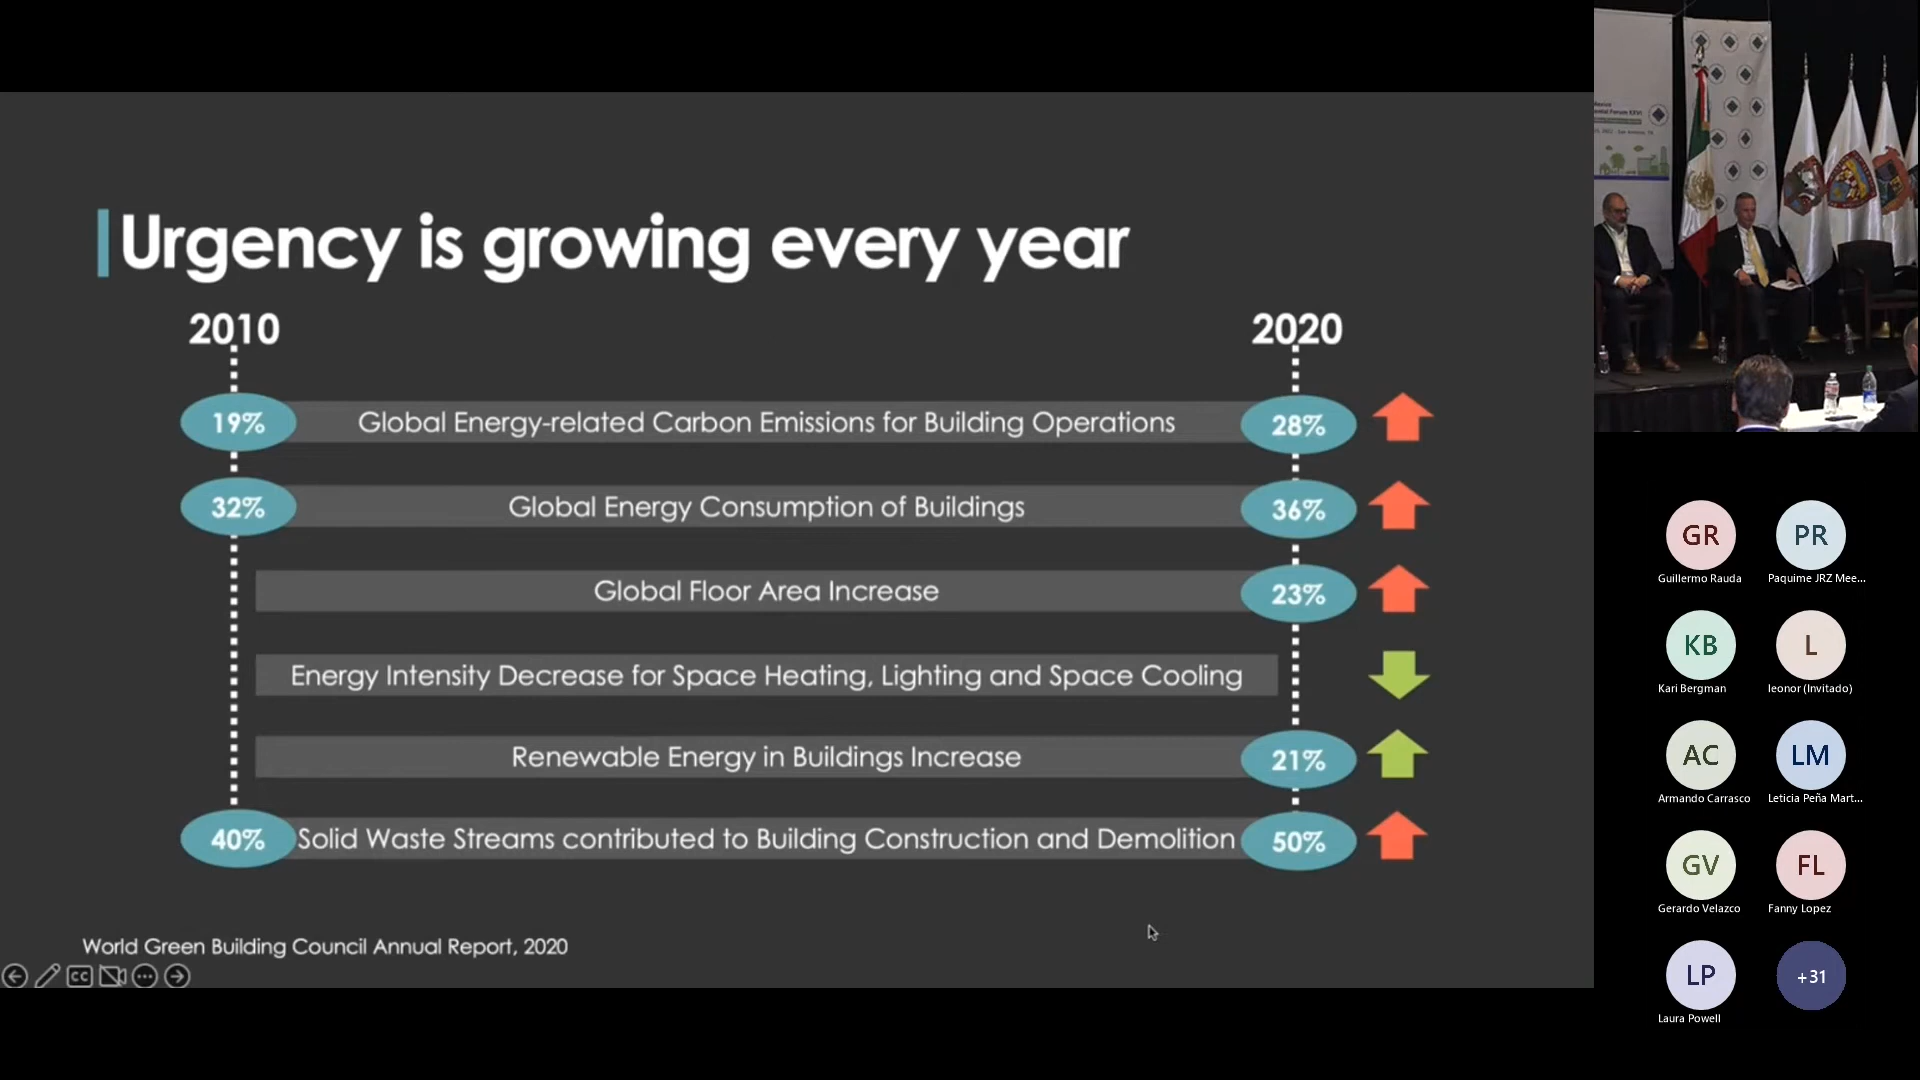 Urgency is growing every year
2010
2020
19%
Global Energy-related Carbon Emissions for Building Operations
28%
32%
Global Energy Consumption of Buildings
36%
Global Floor Area Increase
23%
Energy Intensity Decrease for Space Heating, Lighting and Space Cooling
Renewable Energy in Buildings Increase
21%
40%
Solid Waste Streams contributed to Building Construction and Demolition
50%
World Green Building Council Annual Report, 2020
CC
GR
Guillermo Rauda
PR
Paquime JRZ Mee...
KB
Kari Bergman
L
leonor (Invitado)
AC
Armando Carrasco
LM
Leticia Peña Mart...
GV
Gerardo Velazco
FL
Fanny Lopez
LP
Laura Powell
+31